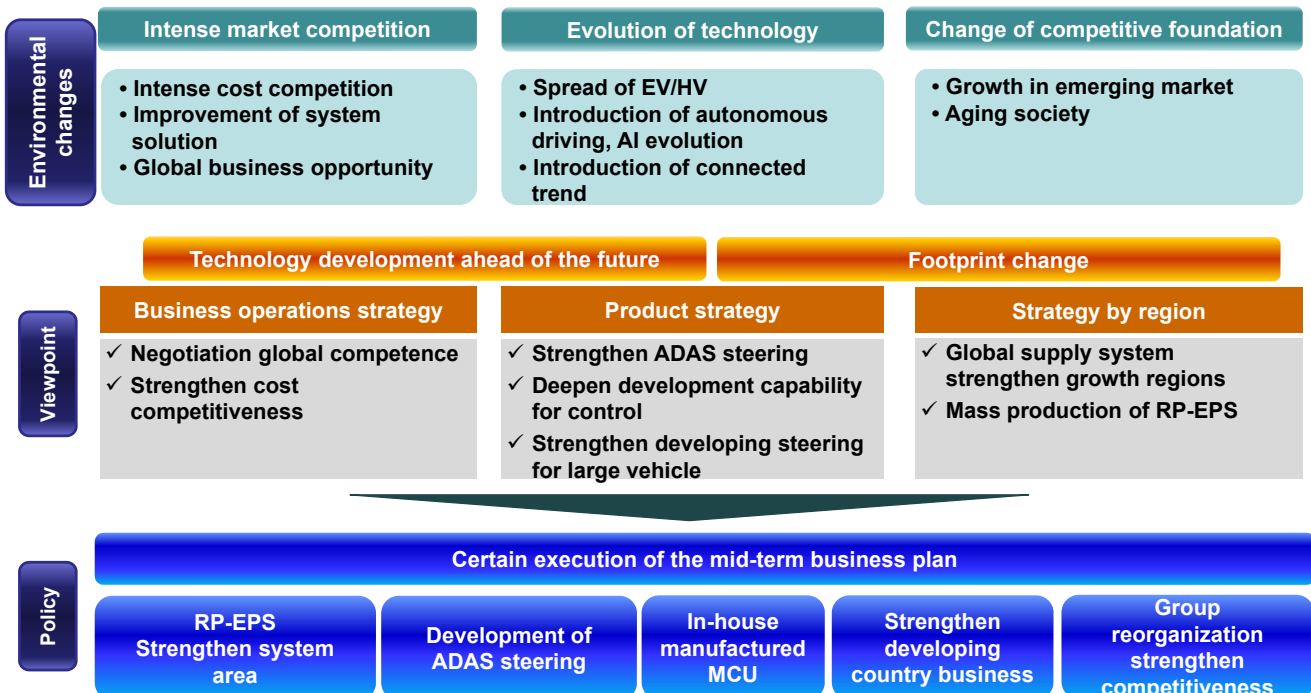 Environmental
changes
Intense market competition
• Intense cost competition
• Improvement of system
solution
• Global business opportunity
Evolution of technology
• Spread of EV/HV
• Introduction of autonomous
driving, AI evolution
• Introduction of connected
trend
Change of competitive foundation
• Growth in emerging market
• Aging society
Viewpoint
Technology development ahead of the future
Footprint change
Business operations strategy
✓ Negotiation global competence
✓ Strengthen cost
competitiveness
Product strategy
✓ Strengthen ADAS steering
✓ Deepen development capability
for control
✓ Strengthen developing steering
for large vehicle
Strategy by region
✓ Global supply system
strengthen growth regions
✓ Mass production of RP-EPS
Policy
Certain execution of the mid-term business plan
RP-EPS
Strengthen system
area
Development of
ADAS steering
In-house
manufactured
MCU
Strengthen
developing
country business
Group
reorganization
strengthen
competitiveness